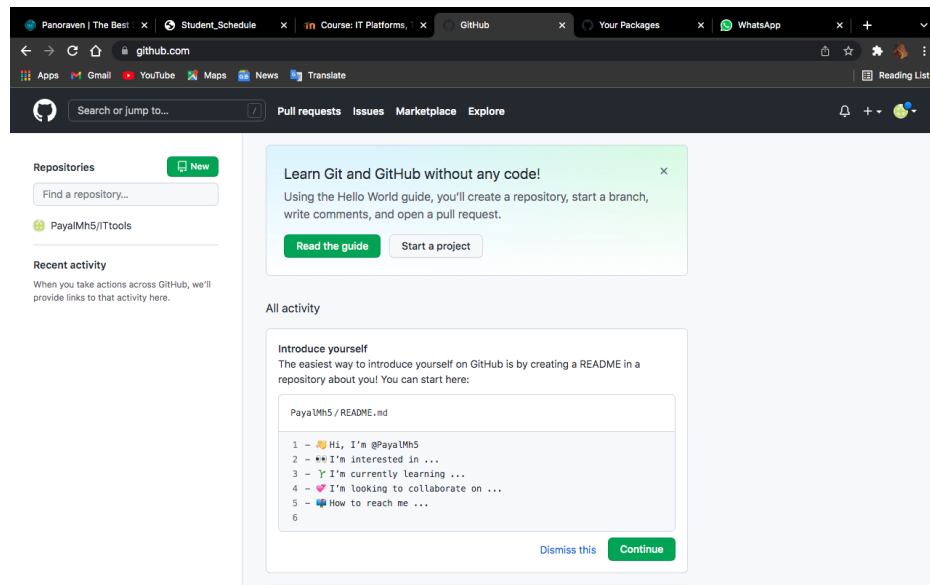 Panoraven | The Best
Student_Schedule
Course: IT Platforms,
GitHub
Your Packages
WhatsApp
github.com
Apps
Gmail
YouTube
Maps
News
Translate
Reading List
Search or jump to...
/
Pull requests
Issues
Marketplace
Explore
Repositories
New
Find a repository...
PayalMh5/ITtools
Recent activity
When you take actions across GitHub, we'll
provide links to that activity here.
Learn Git and GitHub without any code!
Using the Hello World guide, you'll create a repository, start a branch,
write comments, and open a pull request.
Read the guide
Start a project
All activity
Introduce yourself
The easiest way to introduce yourself on GitHub is by creating a README in a
repository about you! You can start here:
PayalMh5/README.md
1 - 👋 Hi, I'm @PayalMh5
2 - 👀 I'm interested in ...
3 - 🌱 I'm currently learning ...
4 - 💞️ I'm looking to collaborate on ...
5 - 📫 How to reach me ...
6
Dismiss this
Continue